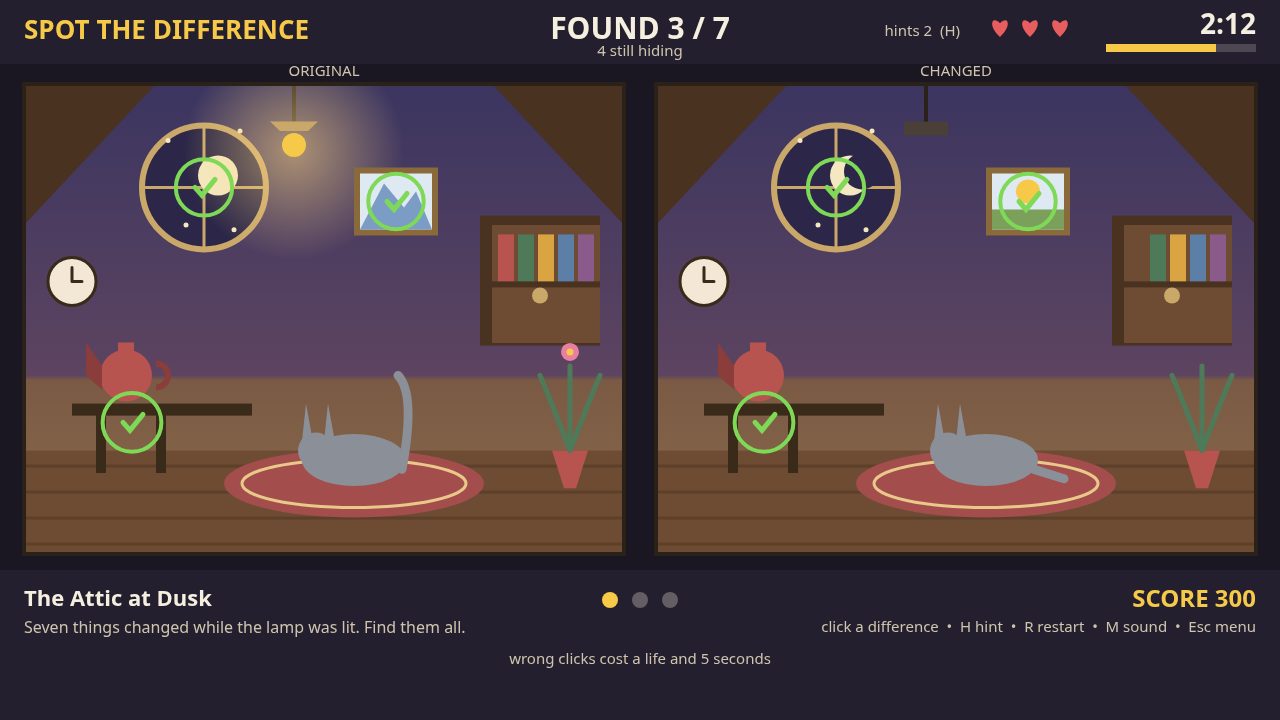 SPOT THE DIFFERENCE
FOUND 3 / 7
4 still hiding
hints 2 (H)
2:12
ORIGINAL
CHANGED
The Attic at Dusk
Seven things changed while the lamp was lit. Find them all.
SCORE 300
click a difference • H hint • R restart • M sound • Esc menu
wrong clicks cost a life and 5 seconds